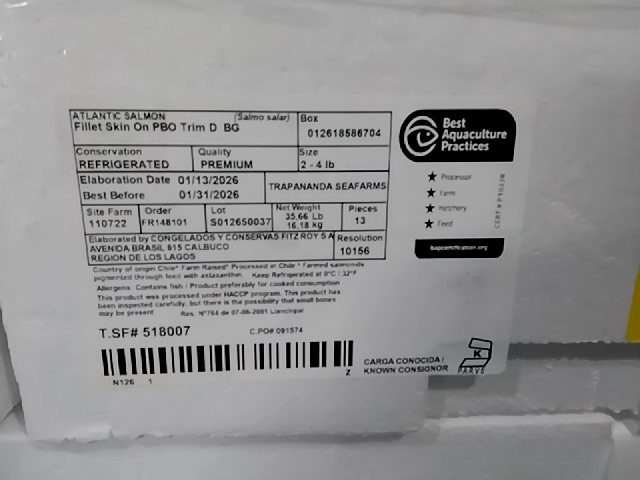 ATLANTIC SALMON (Salmo salar)
Fillet Skin On PBO Trim D BG
Box
012618586704
Conservation
REFRIGERATED
Quality
PREMIUM
Size
2 - 4 lb
Elaboration Date 01/13/2026
Best Before 01/31/2026
TRAPANANDA SEAFARMS
Site Farm
110722
Order
FR148101
Lot
S012650037
Net Weight
35,66 Lb
16,18 kg
Pieces
13
Elaborated by CONGELADOS Y CONSERVAS FITZ ROY S A
AVENIDA BRASIL 615 CALBUCO
REGION DE LOS LAGOS
Resolution
10156
Country of origin Chile* Farm Raised* Processed in Chile * Farmed salmonids
pigmented through feed with astaxanthin. Keep Refrigerated at 0°C | 32°F
Allergens: Contains fish | Product preferably for cooked consumption
This product was processed under HACCP program. This product has
been inspected carefully, but there is the possibility that small bones
may be present Res. N°764 de 07-06-2001 Llanchipal
T.SF# 518007
C.PO# 091574
N126 1 Z
CARGA CONOCIDA /
KNOWN CONSIGNOR
K
PARVE
Best
Aquaculture
Practices
Processor
Farm
Hatchery
Feed
bapcertification.org